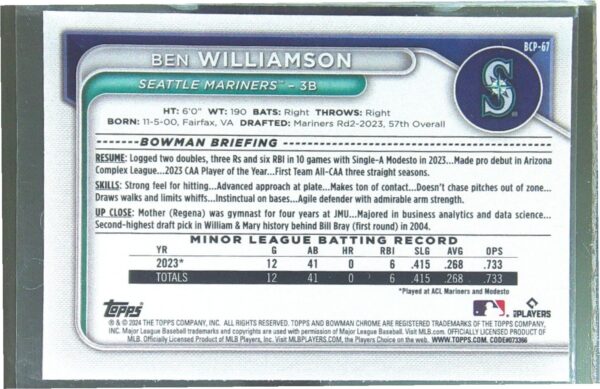 BCP-67
BEN WILLIAMSON
SEATTLE MARINERS™ – 3B
S
HT: 6'0" WT: 190 BATS: Right THROWS: Right
BORN: 11-5-00, Fairfax, VA DRAFTED: Mariners Rd2-2023, 57th Overall
BOWMAN BRIEFING
RESUME: Logged two doubles, three Rs and six RBI in 10 games with Single-A Modesto in 2023...Made pro debut in Arizona
Complex League...2023 CAA Player of the Year...First Team All-CAA three straight seasons.
SKILLS: Strong feel for hitting...Advanced approach at plate...Makes ton of contact...Doesn't chase pitches out of zone...
Draws walks and limits whiffs...Instinctual on bases...Agile defender with admirable arm strength.
UP CLOSE: Mother (Regena) was gymnast for four years at JMU...Majored in business analytics and data science...
Second-highest draft pick in William & Mary history behind Bill Bray (first round) in 2004.
MINOR LEAGUE BATTING RECORD
YR G AB HR RBI SLG AVG OPS
2023* 12 41 0 6 .415 .268 .733
TOTALS 12 41 0 6 .415 .268 .733
*Played at ACL Mariners and Modesto
Topps
PLAYERS
® & © 2024 THE TOPPS COMPANY, INC. ALL RIGHTS RESERVED. TOPPS AND BOWMAN CHROME ARE REGISTERED TRADEMARKS OF THE TOPPS COMPANY,
INC. Major League Baseball trademarks and copyrights are used with permission of Major League Baseball. Visit MLB.com. OFFICIALLY LICENSED PRODUCT OF
MLB. Officially Licensed Product of MLB Players, Inc. Visit MLBPLAYERS.com, the Players Choice on the web. WWW.TOPPS.COM. CODE#073366